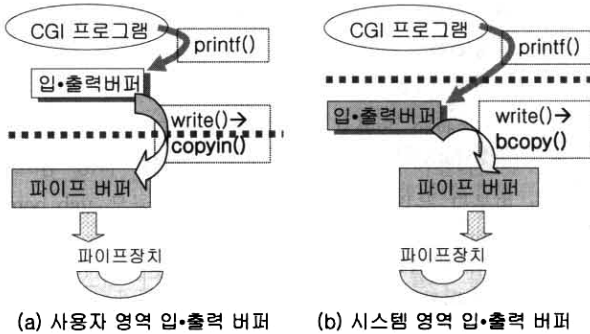 CGI 프로그램
printf()
입•출력버퍼
write()→
copyin()
파이프 버퍼
파이프장치
(a) 사용자 영역 입•출력 버퍼
CGI 프로그램
printf()
입•출력버퍼
write()→
bcopy()
파이프 버퍼
파이프장치
(b) 시스템 영역 입•출력 버퍼